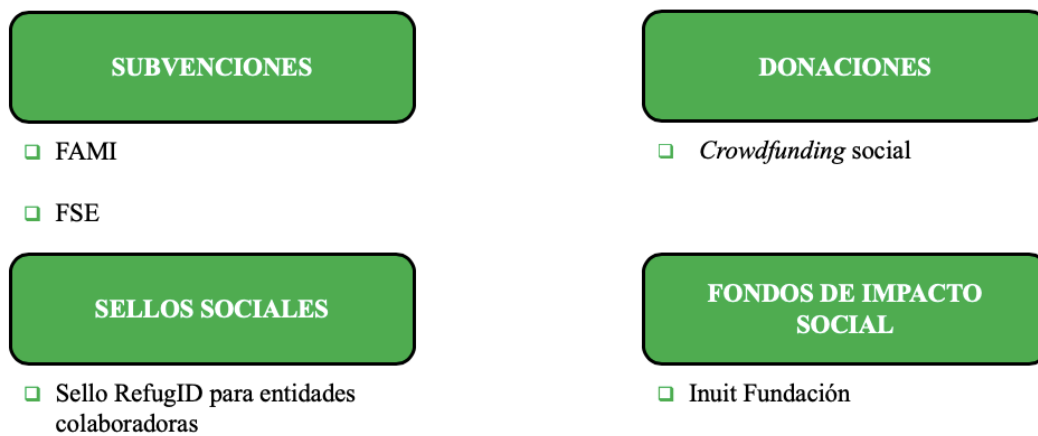 SUBVENCIONES
FAMI
FSE
DONACIONES
Crowdfunding social
SELLOS SOCIALES
Sello RefugID para entidades
colaboradoras
FONDOS DE IMPACTO
SOCIAL
Inuit Fundación